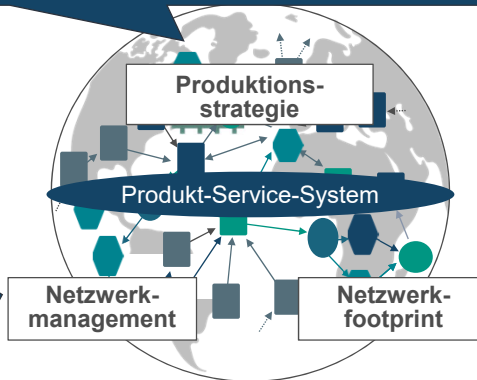 Produktions-
strategie
Produkt-Service-System
Netzwerk-
management
Netzwerk-
footprint